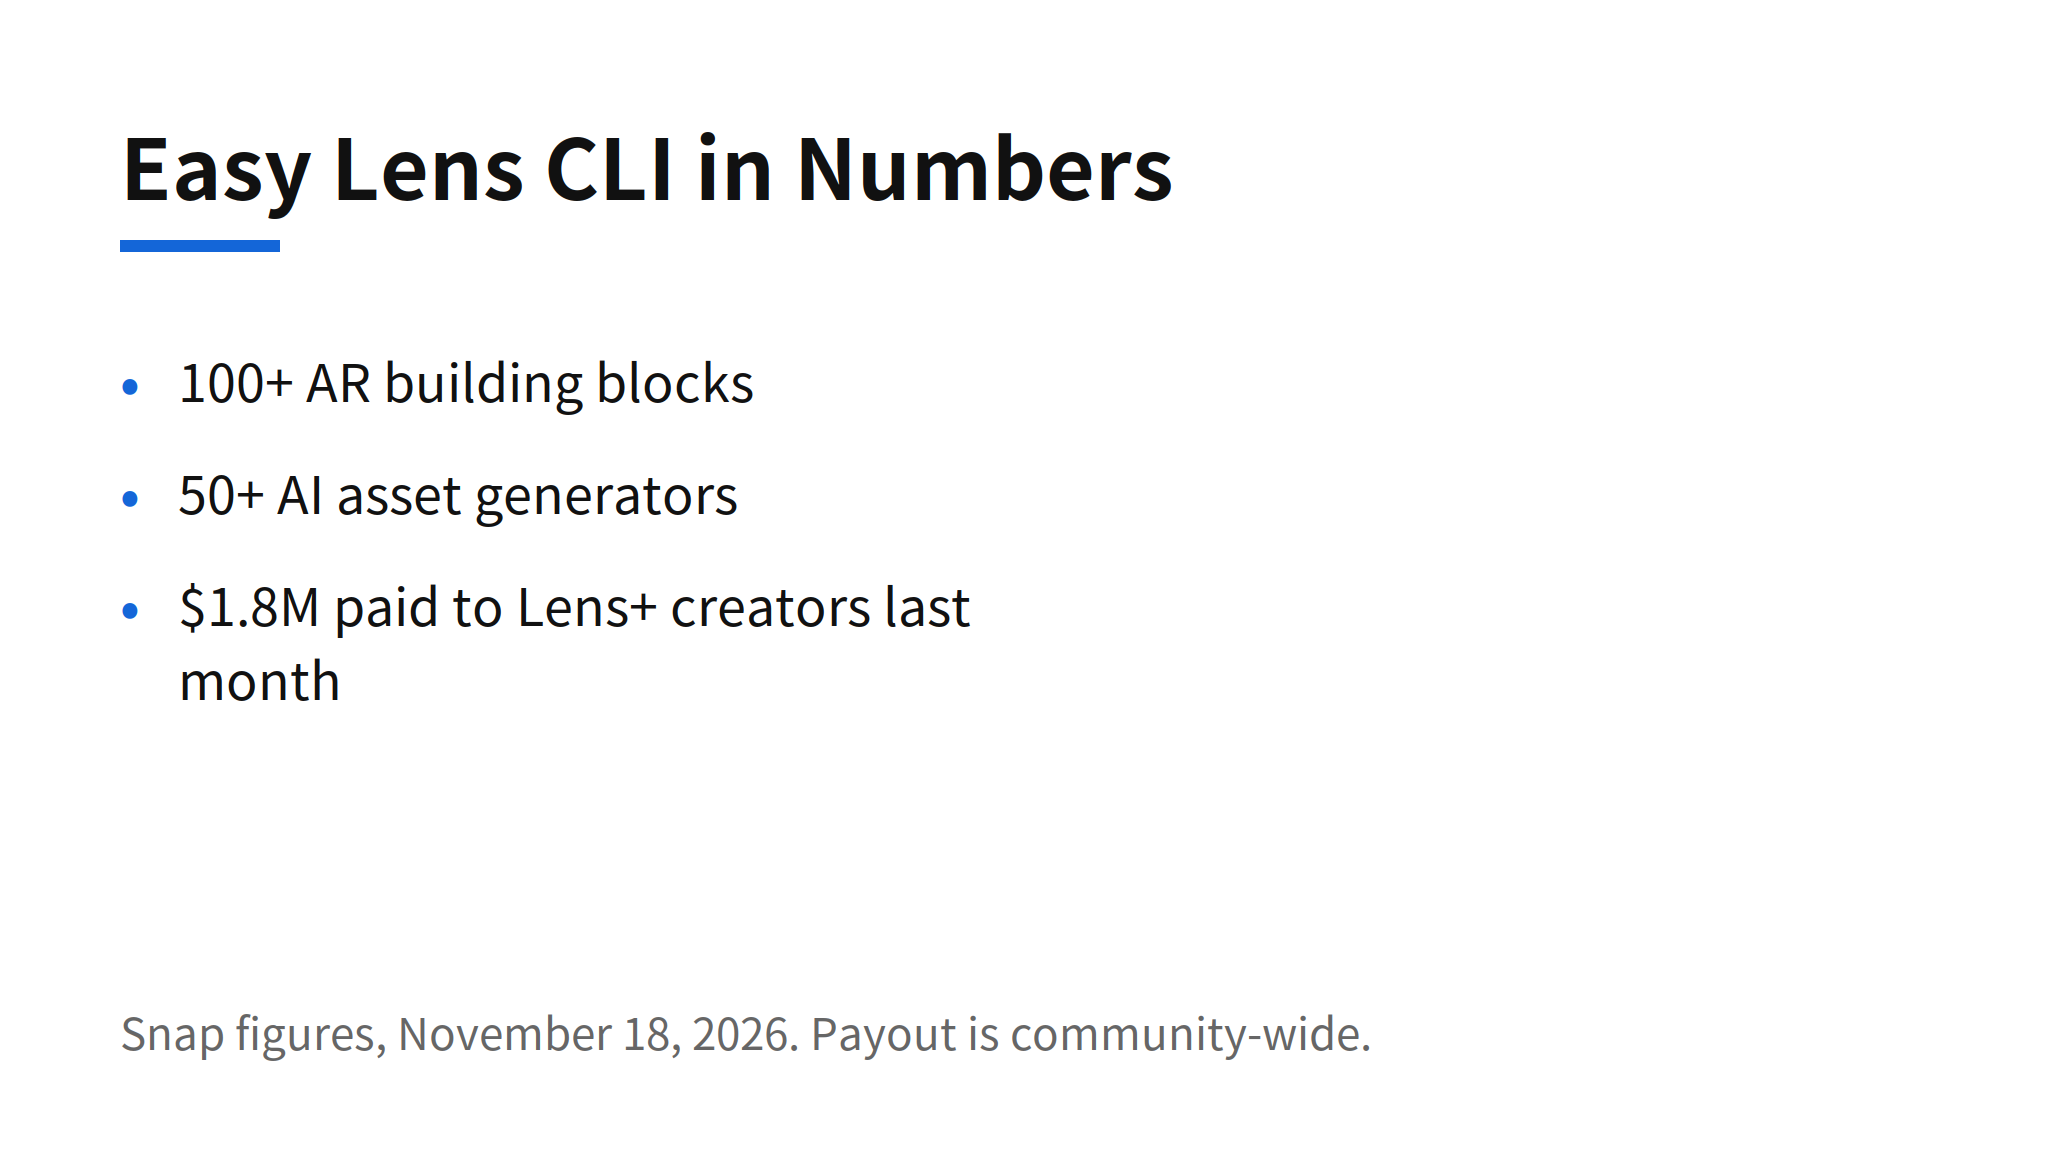 Easy Lens CLI in Numbers
• 100+ AR building blocks
• 50+ AI asset generators
• $1.8M paid to Lens+ creators last
month
Snap figures, November 18, 2026. Payout is community-wide.